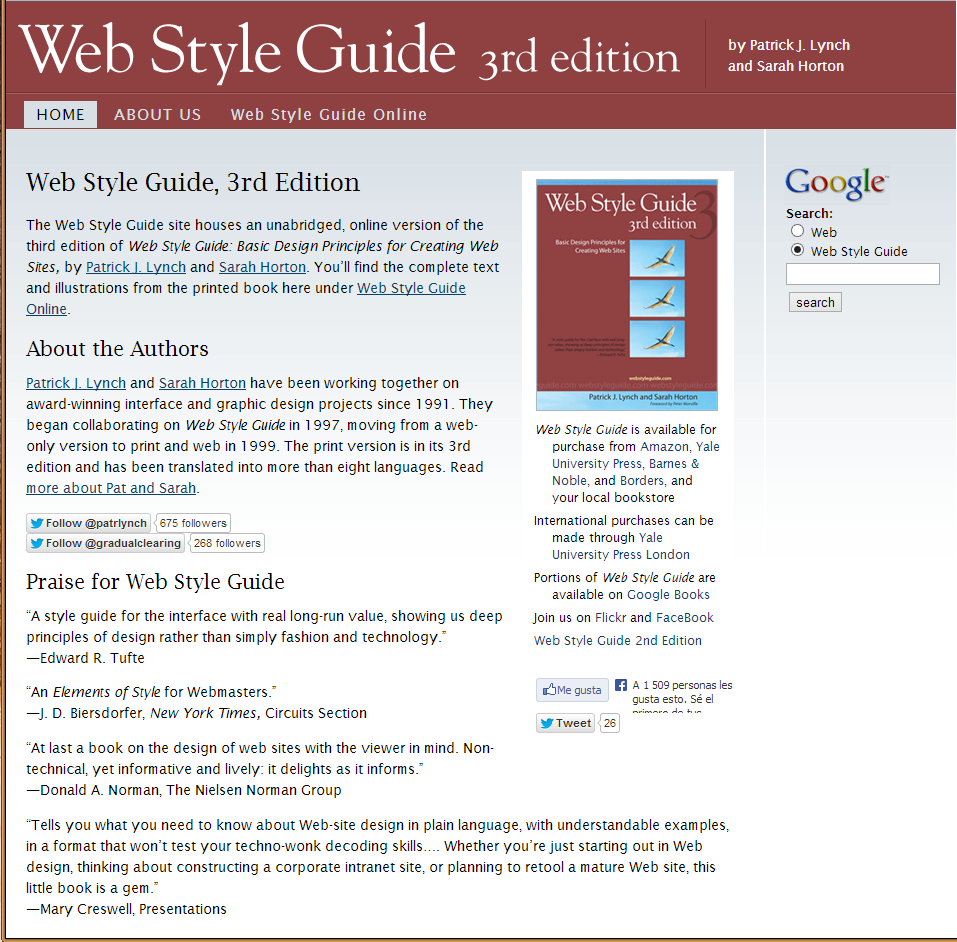 Web Style Guide 3rd edition
by Patrick J. Lynch
and Sarah Horton
HOME ABOUT US Web Style Guide Online
Web Style Guide, 3rd Edition
The Web Style Guide site houses an unabridged, online version of the
third edition of Web Style Guide: Basic Design Principles for Creating Web
Sites, by Patrick J. Lynch and Sarah Horton. You’ll find the complete text
and illustrations from the printed book here under Web Style Guide
Online.
About the Authors
Patrick J. Lynch and Sarah Horton have been working together on
award-winning interface and graphic design projects since 1991. They
began collaborating on Web Style Guide in 1997, moving from a web-
only version to print and web in 1999. The print version is in its 3rd
edition and has been translated into more than eight languages. Read
more about Pat and Sarah.
Follow @patrlynch 675 followers
Follow @gradualclearing 268 followers
Praise for Web Style Guide
“A style guide for the interface with real long-run value, showing us deep
principles of design rather than simply fashion and technology.”
—Edward R. Tufte
“An Elements of Style for Webmasters.”
—J. D. Biersdorfer, New York Times, Circuits Section
“At last a book on the design of web sites with the viewer in mind. Non-
technical, yet informative and lively: it delights as it informs.”
—Donald A. Norman, The Nielsen Norman Group
“Tells you what you need to know about Web-site design in plain language, with understandable examples,
in a format that won’t test your techno-wonk decoding skills.... Whether you’re just starting out in Web
design, thinking about constructing a corporate intranet site, or planning to retool a mature Web site, this
little book is a gem.”
—Mary Creswell, Presentations
Web Style Guide 3
3rd edition
Basic Design Principles for
Creating Web Sites
webstyleguide.com
Patrick J. Lynch and Sarah Horton
Foreword by Peter Morville
Web Style Guide is available for
purchase from Amazon, Yale
University Press, Barnes &
Noble, and Borders, and
your local bookstore
International purchases can be
made through Yale
University Press London
Portions of Web Style Guide are
available on Google Books
Join us on Flickr and FaceBook
Web Style Guide 2nd Edition
Me gusta
A 1 509 personas les
gusta esto. Sé el
primero de tus
Tweet 26
Google™
Search:
Web
Web Style Guide
search